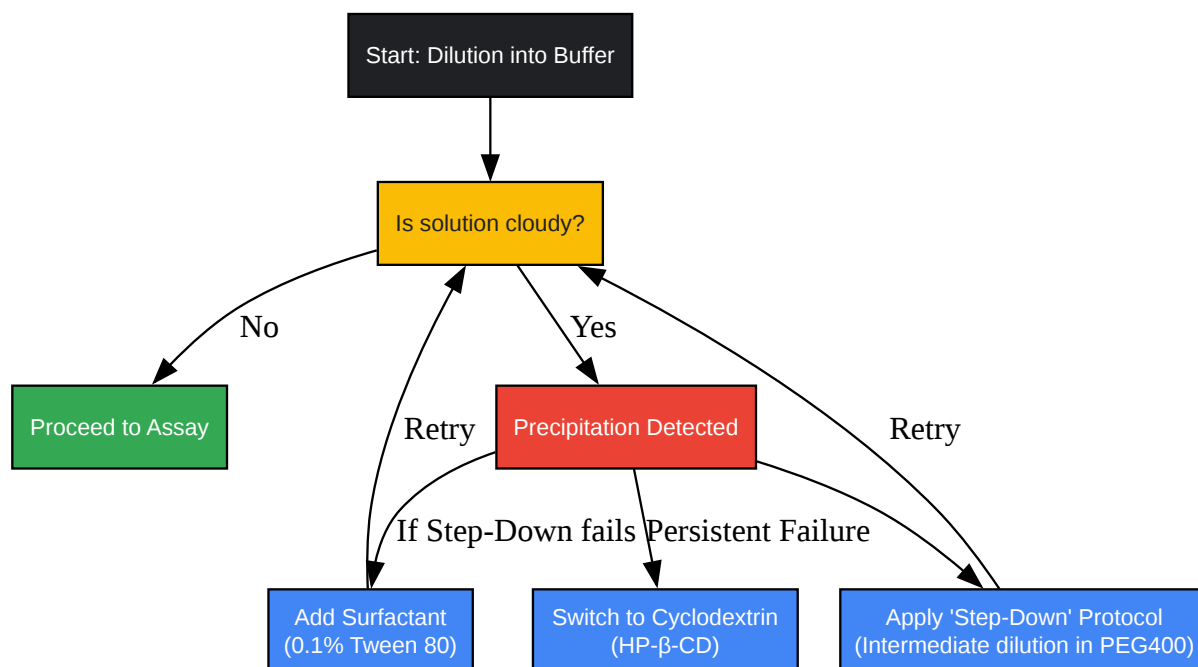 Start: Dilution into Buffer
Is solution cloudy?
No
Yes
Proceed to Assay
Retry
Precipitation Detected
Retry
If Step-Down fails
Persistent Failure
Add Surfactant
(0.1% Tween 80)
Switch to Cyclodextrin
(HP-β-CD)
Apply 'Step-Down' Protocol
(Intermediate dilution in PEG400)